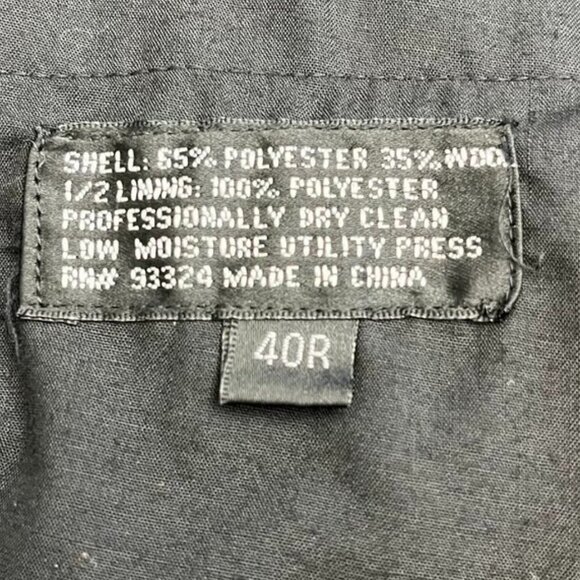 SHELL: 65% POLYESTER 35% WOOL
1/2 LINING: 100% POLYESTER
PROFESSIONALLY DRY CLEAN
LOW MOISTURE UTILITY PRESS
RN# 93324 MADE IN CHINA
40R